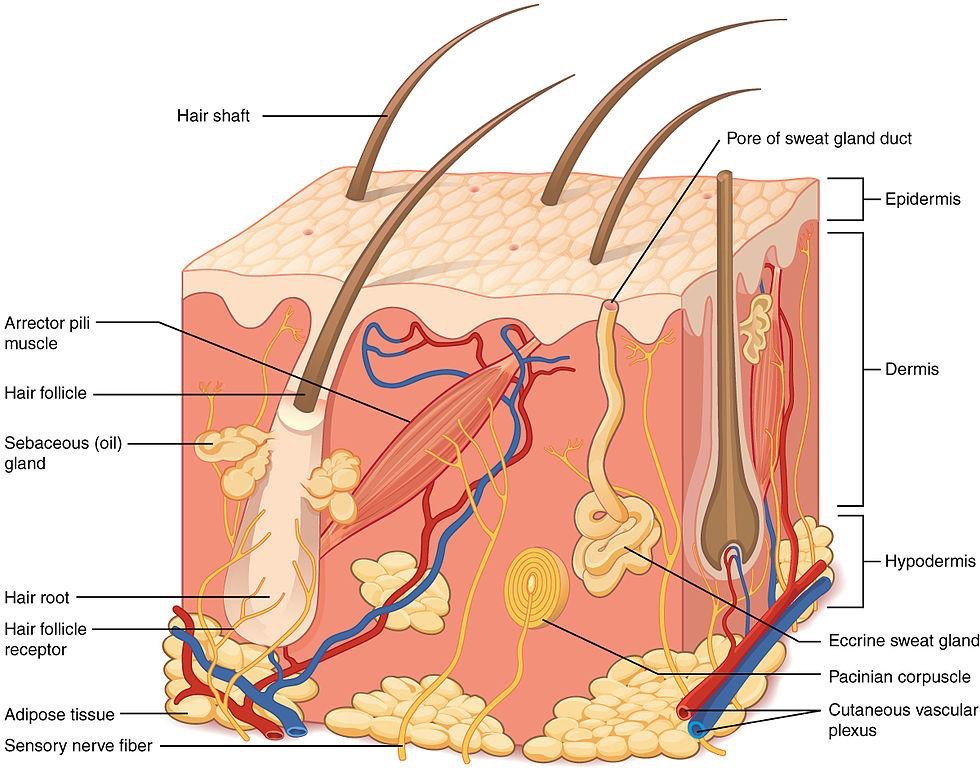 Hair shaft
Pore of sweat gland duct
Epidermis
Arrector pili
muscle
Dermis
Hair follicle
Sebaceous (oil)
gland
Hypodermis
Hair root
Hair follicle
receptor
Eccrine sweat gland
Pacinian corpuscle
Adipose tissue
Cutaneous vascular
plexus
Sensory nerve fiber